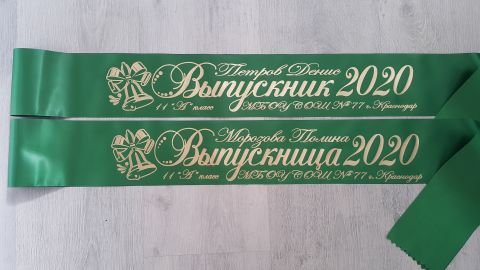 Петров Денис
Выпускник 2020
11 "А" класс МБОУ СОШ №77 г.Краснодар
Морозова Полина
Выпускница 2020
11 "А" класс МБОУ СОШ №77 г.Краснодар